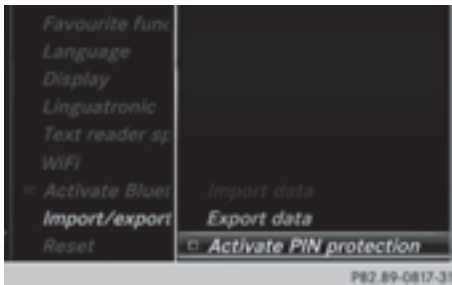 Favourite func
Language
Display
Linguatronic
Text reader sp
WiFi
Activate Bluet
Import/export
Reset
Import data
Export data
Activate PIN protection
P82.89-0817-31